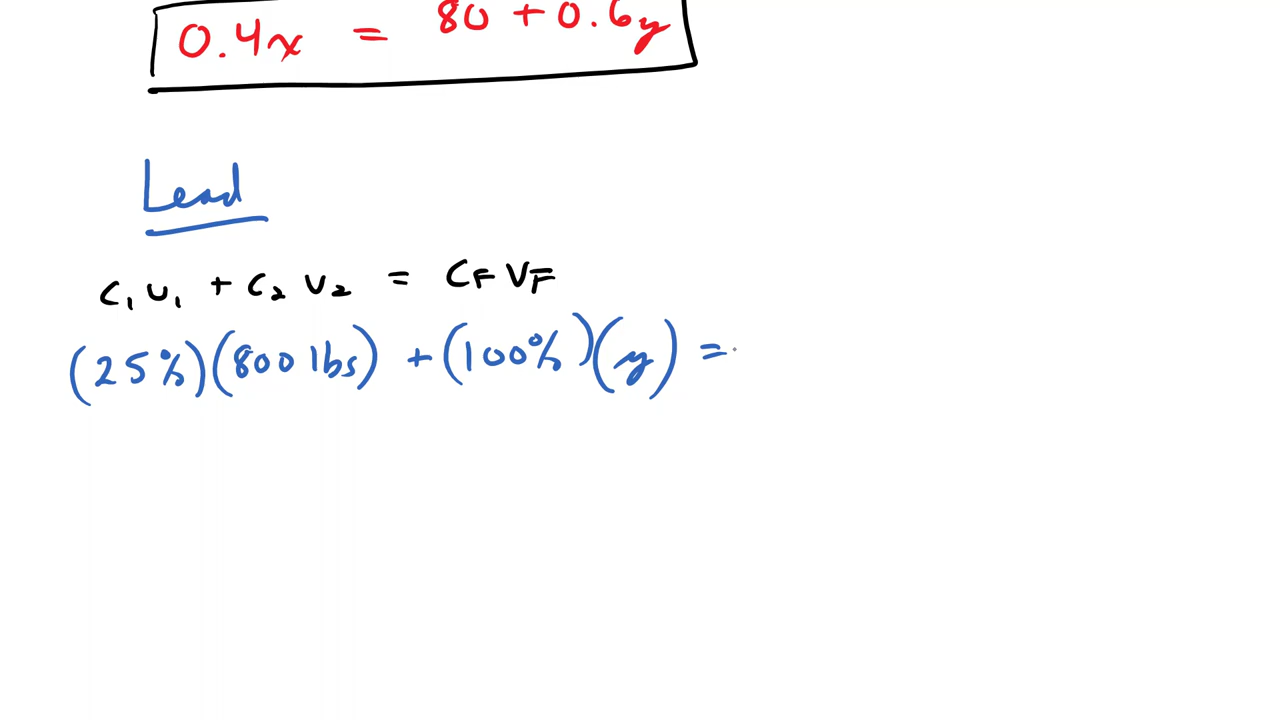 0.4x = 80 + 0.6y
Lead
C₁V₁ + C₂V₂ = CFVF
(25%)(800 lbs) + (100%)(y) =